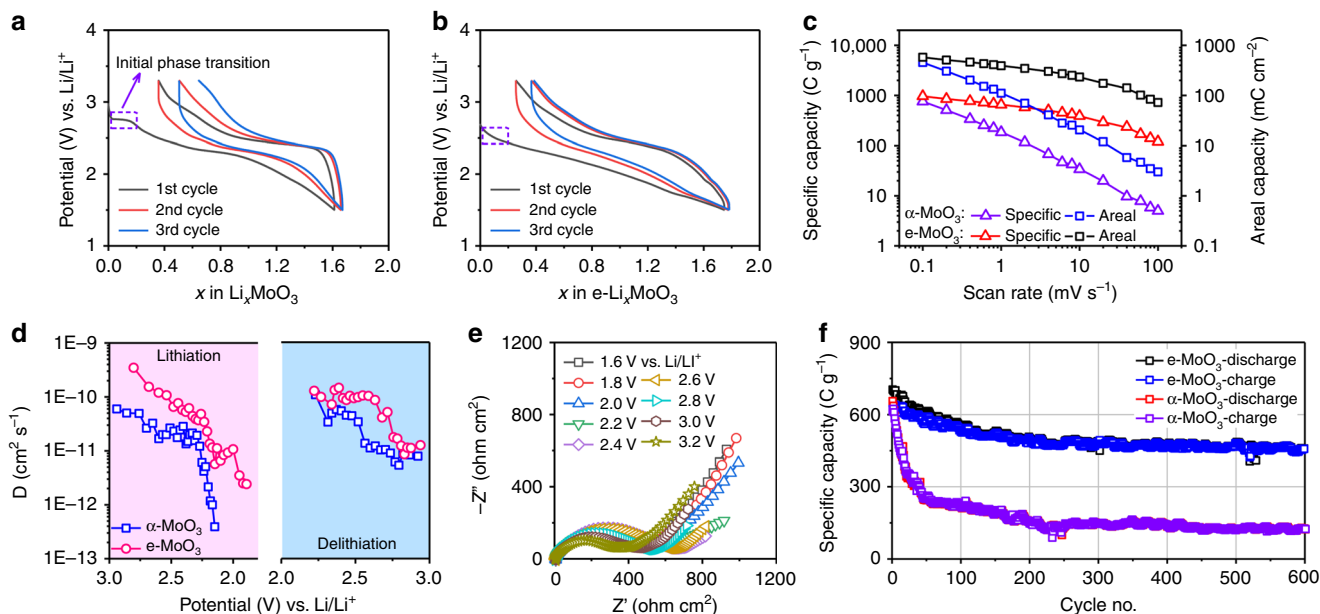 a
Initial phase transition
Potential (V) vs. Li/Li⁺
4
3
2
1
1st cycle
2nd cycle
3rd cycle
0.0 0.4 0.8 1.2 1.6 2.0
x in LiₓMoO₃
b
Potential (V) vs. Li/Li⁺
4
3
2
1
1st cycle
2nd cycle
3rd cycle
0.0 0.4 0.8 1.2 1.6 2.0
x in e-LiₓMoO₃
c
Specific capacity (C g⁻¹)
10,000
1000
100
10
1
α-MoO₃: Specific Areal
e-MoO₃: Specific Areal
1000
100
10
1
0.1
Areal capacity (mC cm⁻²)
0.1 1 10 100
Scan rate (mV s⁻¹)
d
D (cm² s⁻¹)
1E–9
1E–10
1E–11
1E–12
1E–13
Lithiation
α-MoO₃
e-MoO₃
Delithiation
3.0 2.5 2.0 2.0 2.5 3.0
Potential (V) vs. Li/Li⁺
e
–Z'' (ohm cm²)
1200
800
400
0
1.6 V vs. Li/LI⁺
1.8 V
2.0 V
2.2 V
2.4 V
2.6 V
2.8 V
3.0 V
3.2 V
0 400 800 1200
Z' (ohm cm²)
f
Specific capacity (C g⁻¹)
900
600
300
0
e-MoO₃-discharge
e-MoO₃-charge
α-MoO₃-discharge
α-MoO₃-charge
0 100 200 300 400 500 600
Cycle no.